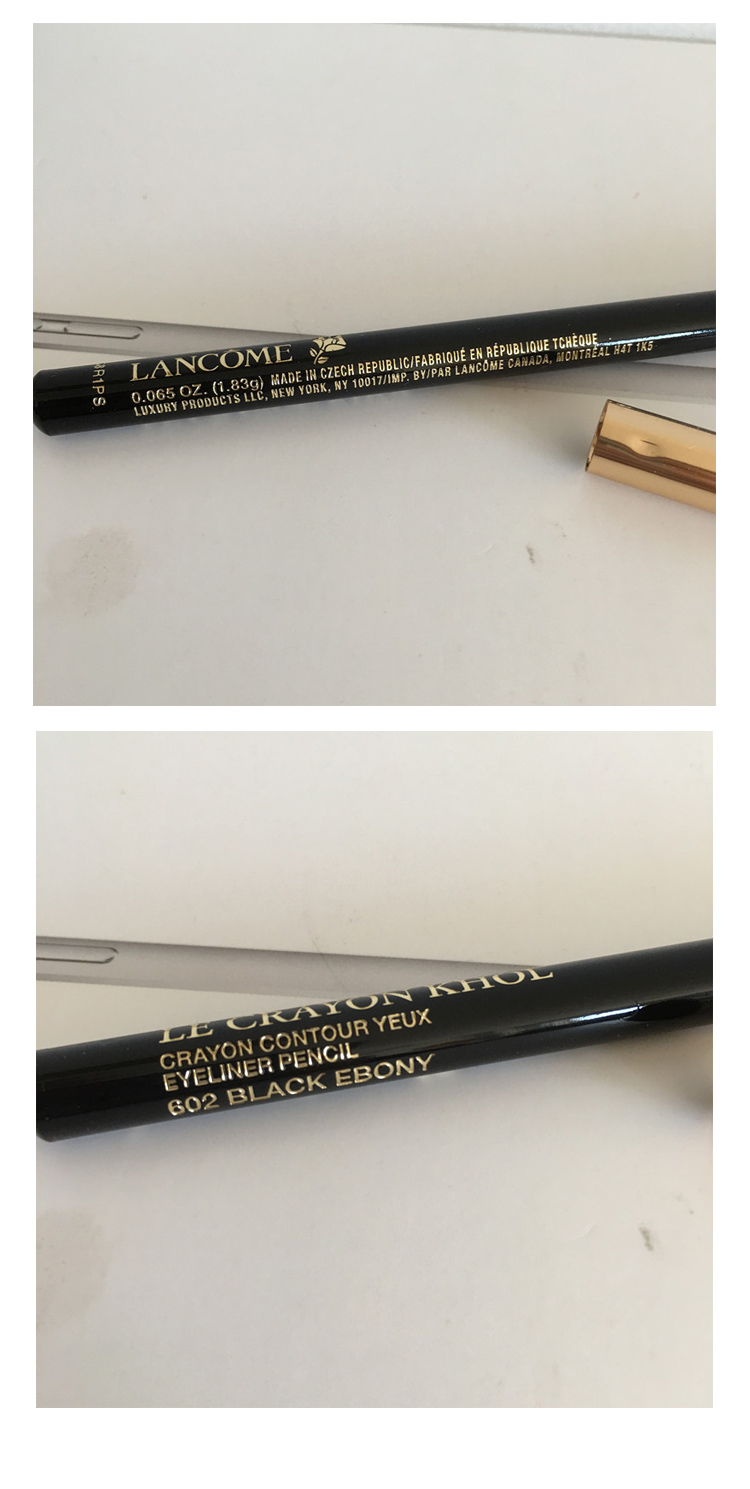 LANCÔME
0.065 OZ. (1.83g) MADE IN CZECH REPUBLIC/FABRIQUÉ EN RÉPUBLIQUE TCHÈQUE
LUXURY PRODUCTS LLC, NEW YORK, NY 10017/IMP. BY/PAR LANCÔME CANADA, MONTRÉAL H4T 1K5
LE CRAYON KHÔL
CRAYON CONTOUR YEUX
EYELINER PENCIL
602 BLACK EBONY